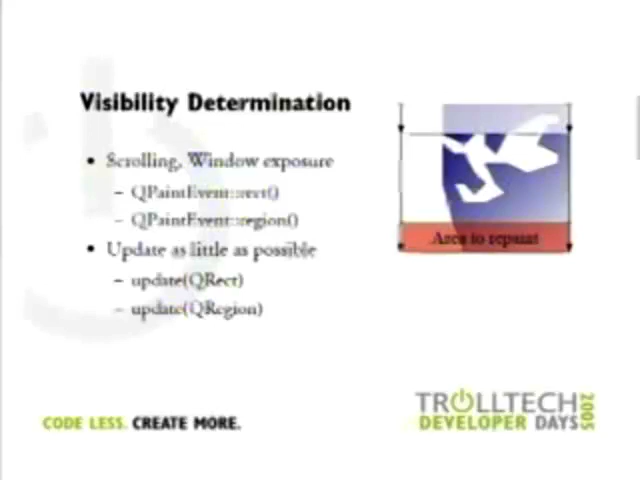 Visibility Determination
• Scrolling, Window exposure
– QPaintEvent::rect()
– QPaintEvent::region()
• Update as little as possible
– update(QRect)
– update(QRegion)
Area to repaint
CODE LESS. CREATE MORE.
TROLLTECH
DEVELOPER DAYS 2005